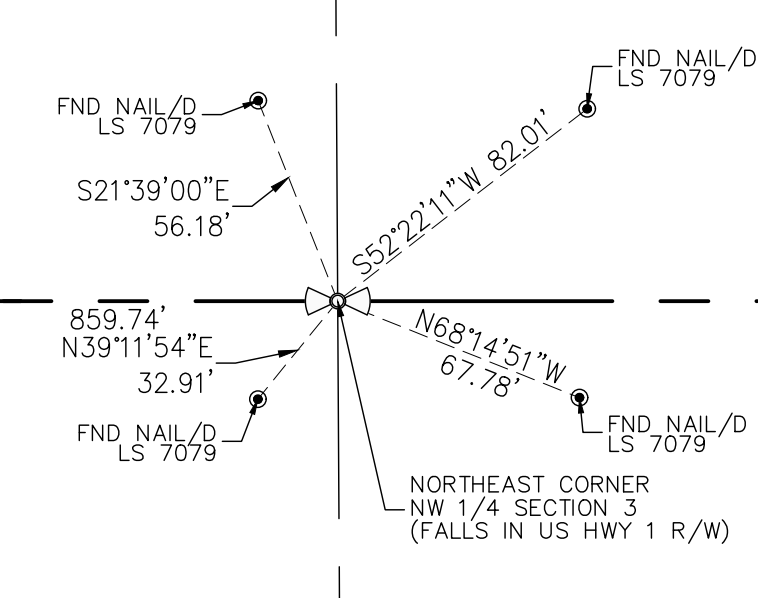 FND NAIL/D
LS 7079
FND NAIL/D
LS 7079
S21°39'00"E
56.18'
S52°22'11"W 82.01'
859.74'
N39°11'54"E
32.91'
N68°14'51"W
67.78'
FND NAIL/D
LS 7079
FND NAIL/D
LS 7079
NORTHEAST CORNER
NW 1/4 SECTION 3
(FALLS IN US HWY 1 R/W)